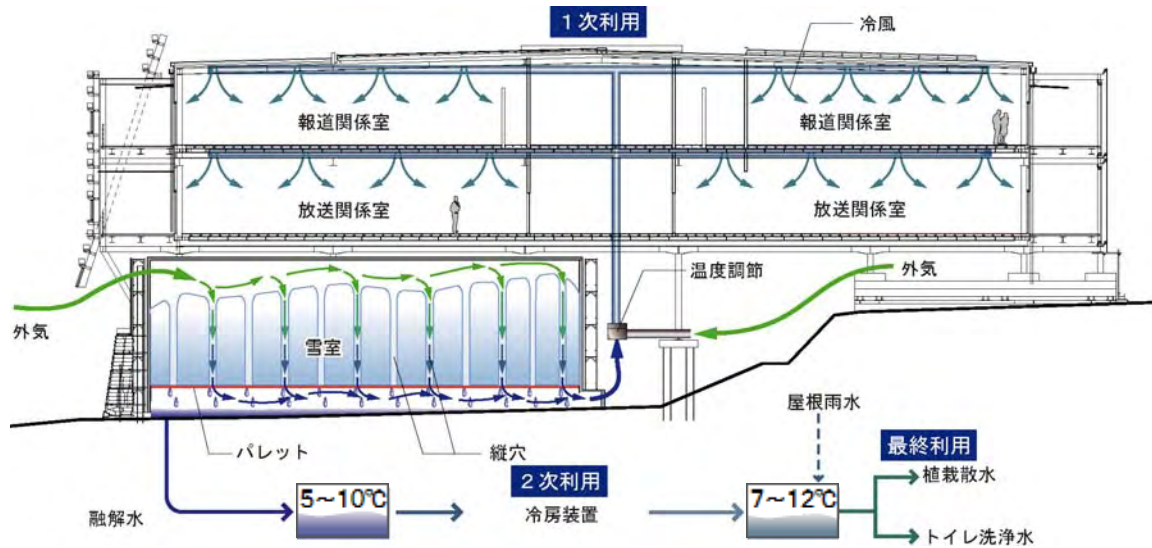 1次利用
冷風
報道関係室
報道関係室
放送関係室
放送関係室
温度調節
外気
外気
雪室
屋根雨水
パレット
縦穴
最終利用
2次利用
植栽散水
5～10℃
7～12℃
融解水
冷房装置
トイレ洗浄水